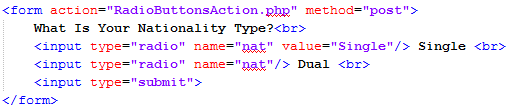 <form action="RadioButtonsAction.php" method="post">
What Is Your Nationality Type?<br>
<input type="radio" name="nat" value="Single"/> Single <br>
<input type="radio" name="nat"/> Dual <br>
<input type="submit">
</form>